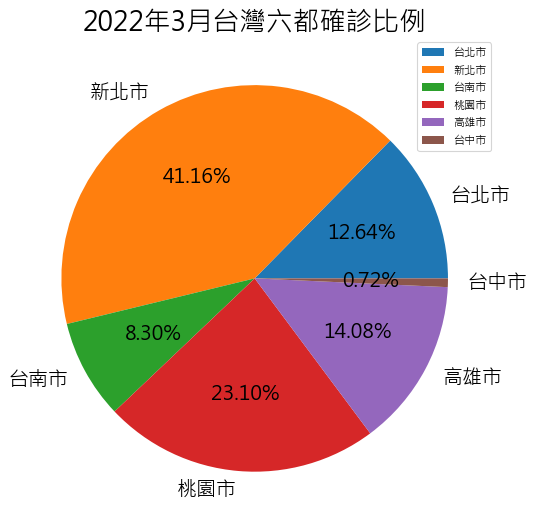 2022年3月台灣六都確診比例
台北市
新北市
台南市
桃園市
高雄市
台中市
新北市
41.16%
台北市
12.64%
台中市
0.72%
8.30%
台南市
14.08%
高雄市
23.10%
桃園市